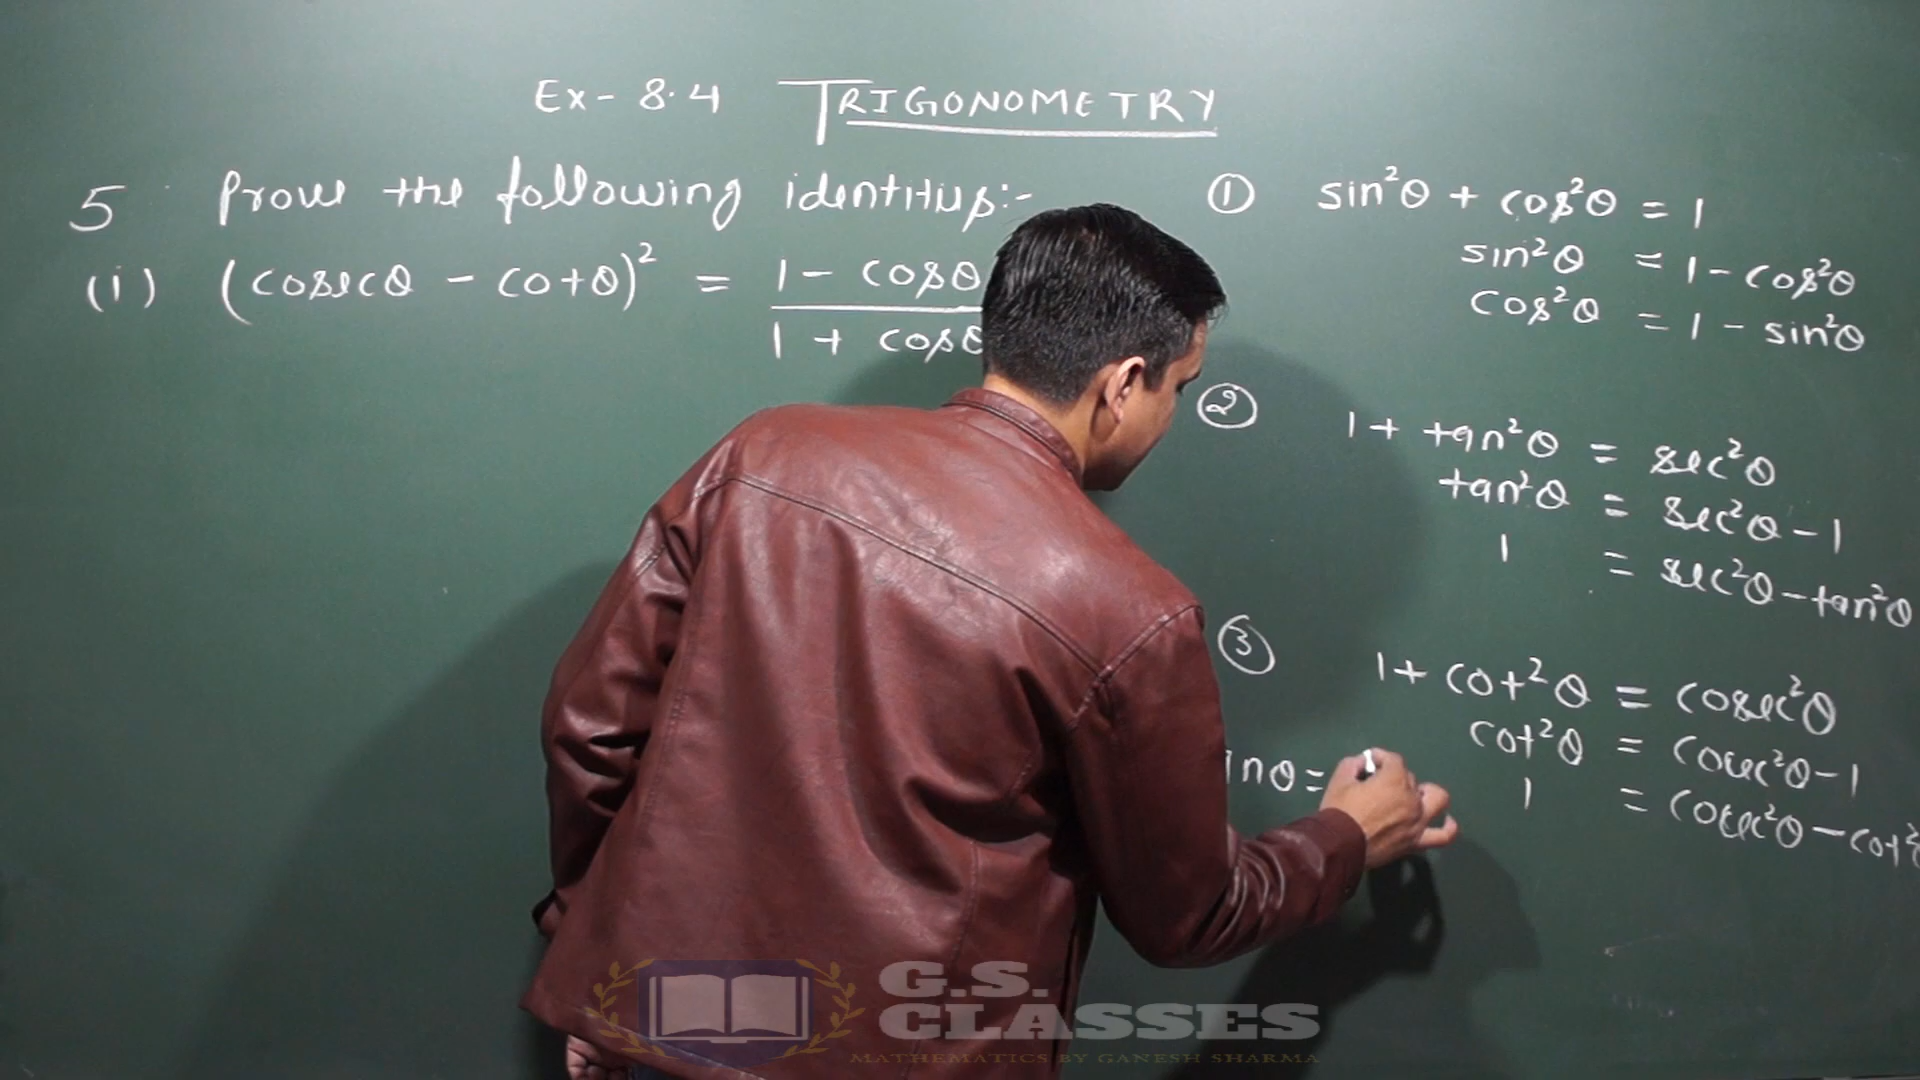 Ex - 8.4 TRIGONOMETRY
5 Prove the following identities:-
(i) (cosecθ - cotθ)² = 1 - cosθ
1 + cosθ
① sin²θ + cos²θ = 1
sin²θ = 1 - cos²θ
cos²θ = 1 - sin²θ
② 1 + tan²θ = sec²θ
tan²θ = sec²θ - 1
1 = sec²θ - tan²θ
③ 1 + cot²θ = cosec²θ
cot²θ = cosec²θ - 1
1 = cosec²θ - cot²
nθ =
G.S.
CLASSES
MATHEMATICS BY GANESH SHARMA